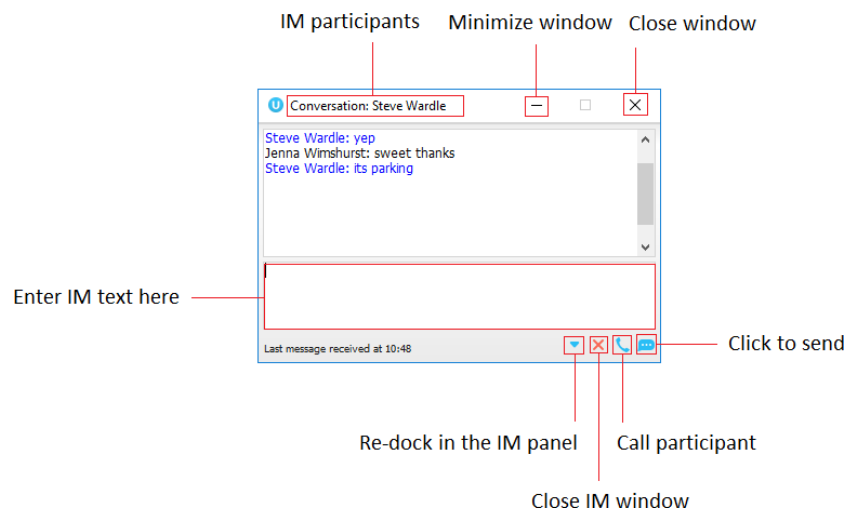 IM participants Minimize window Close window
U Conversation: Steve Wardle
Steve Wardle: yep
Jenna Wimshurst: sweet thanks
Steve Wardle: its parking
Enter IM text here
Last message received at 10:48
Click to send
Re-dock in the IM panel Call participant
Close IM window